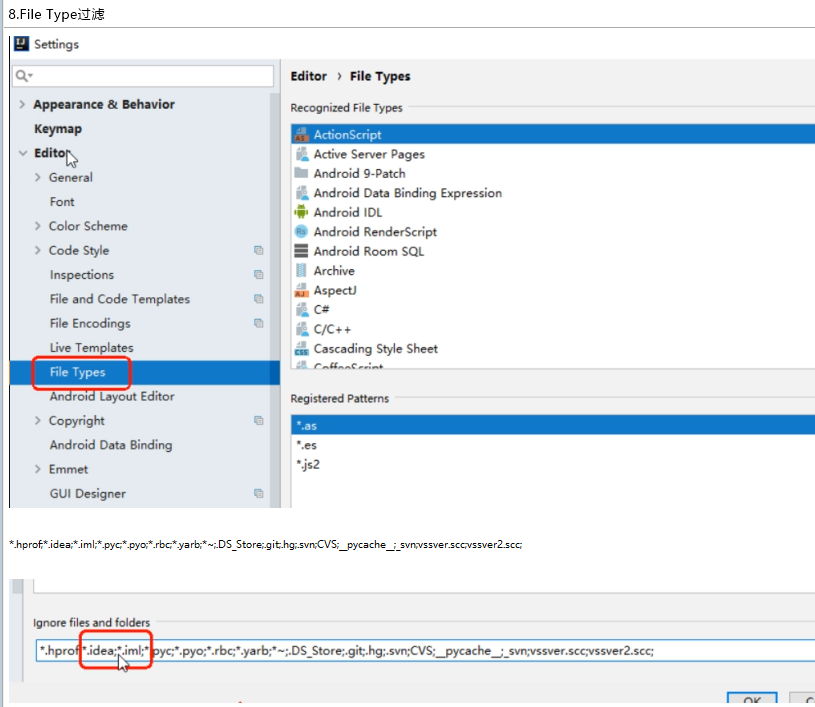 8.File Type过滤
Settings
Editor › File Types
Appearance & Behavior
Keymap
Editor
General
Font
Color Scheme
Code Style
Inspections
File and Code Templates
File Encodings
Live Templates
File Types
Android Layout Editor
Copyright
Android Data Binding
Emmet
GUI Designer
Recognized File Types
ActionScript
Active Server Pages
Android 9-Patch
Android Data Binding Expression
Android IDL
Android RenderScript
Android Room SQL
Archive
AspectJ
C#
C/C++
Cascading Style Sheet
CoffeeScript
Registered Patterns
*.as
*.es
*.js2
*.hprof;*.idea;*.iml;*.pyc;*.pyo;*.rbc;*.yarb;*~;.DS_Store;.git;.hg;.svn;CVS;__pycache__;_svn;vssver.scc;vssver2.scc;
Ignore files and folders
*.hprof;*.idea;*.iml;*.pyc;*.pyo;*.rbc;*.yarb;*~;.DS_Store;.git;.hg;.svn;CVS;__pycache__;_svn;vssver.scc;vssver2.scc;
OK